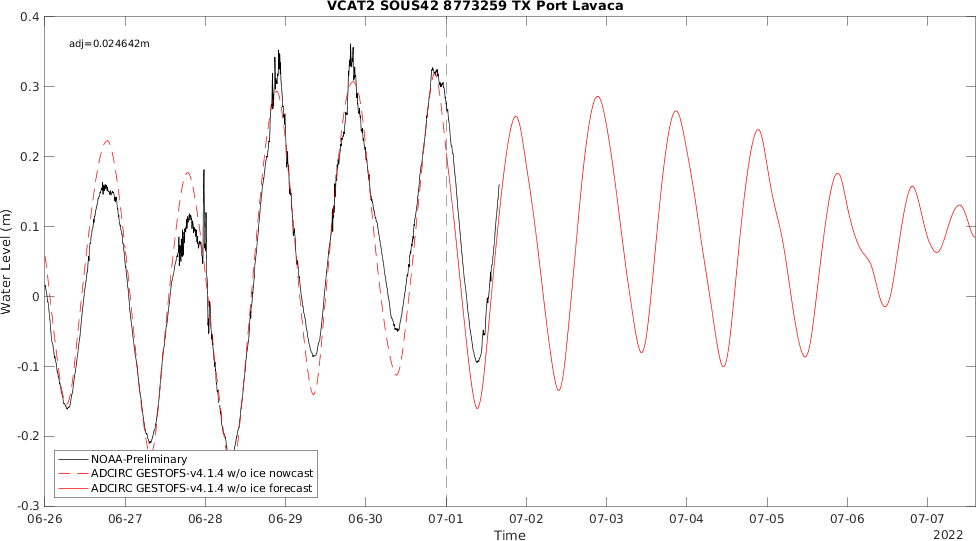 VCAT2 SOUS42 8773259 TX Port Lavaca
adj=0.024642m
Water Level (m)
0.4
0.3
0.2
0.1
0
-0.1
-0.2
-0.3
NOAA-Preliminary
ADCIRC GESTOFS-v4.1.4 w/o ice nowcast
ADCIRC GESTOFS-v4.1.4 w/o ice forecast
06-26 06-27 06-28 06-29 06-30 07-01 07-02 07-03 07-04 07-05 07-06 07-07
Time
2022